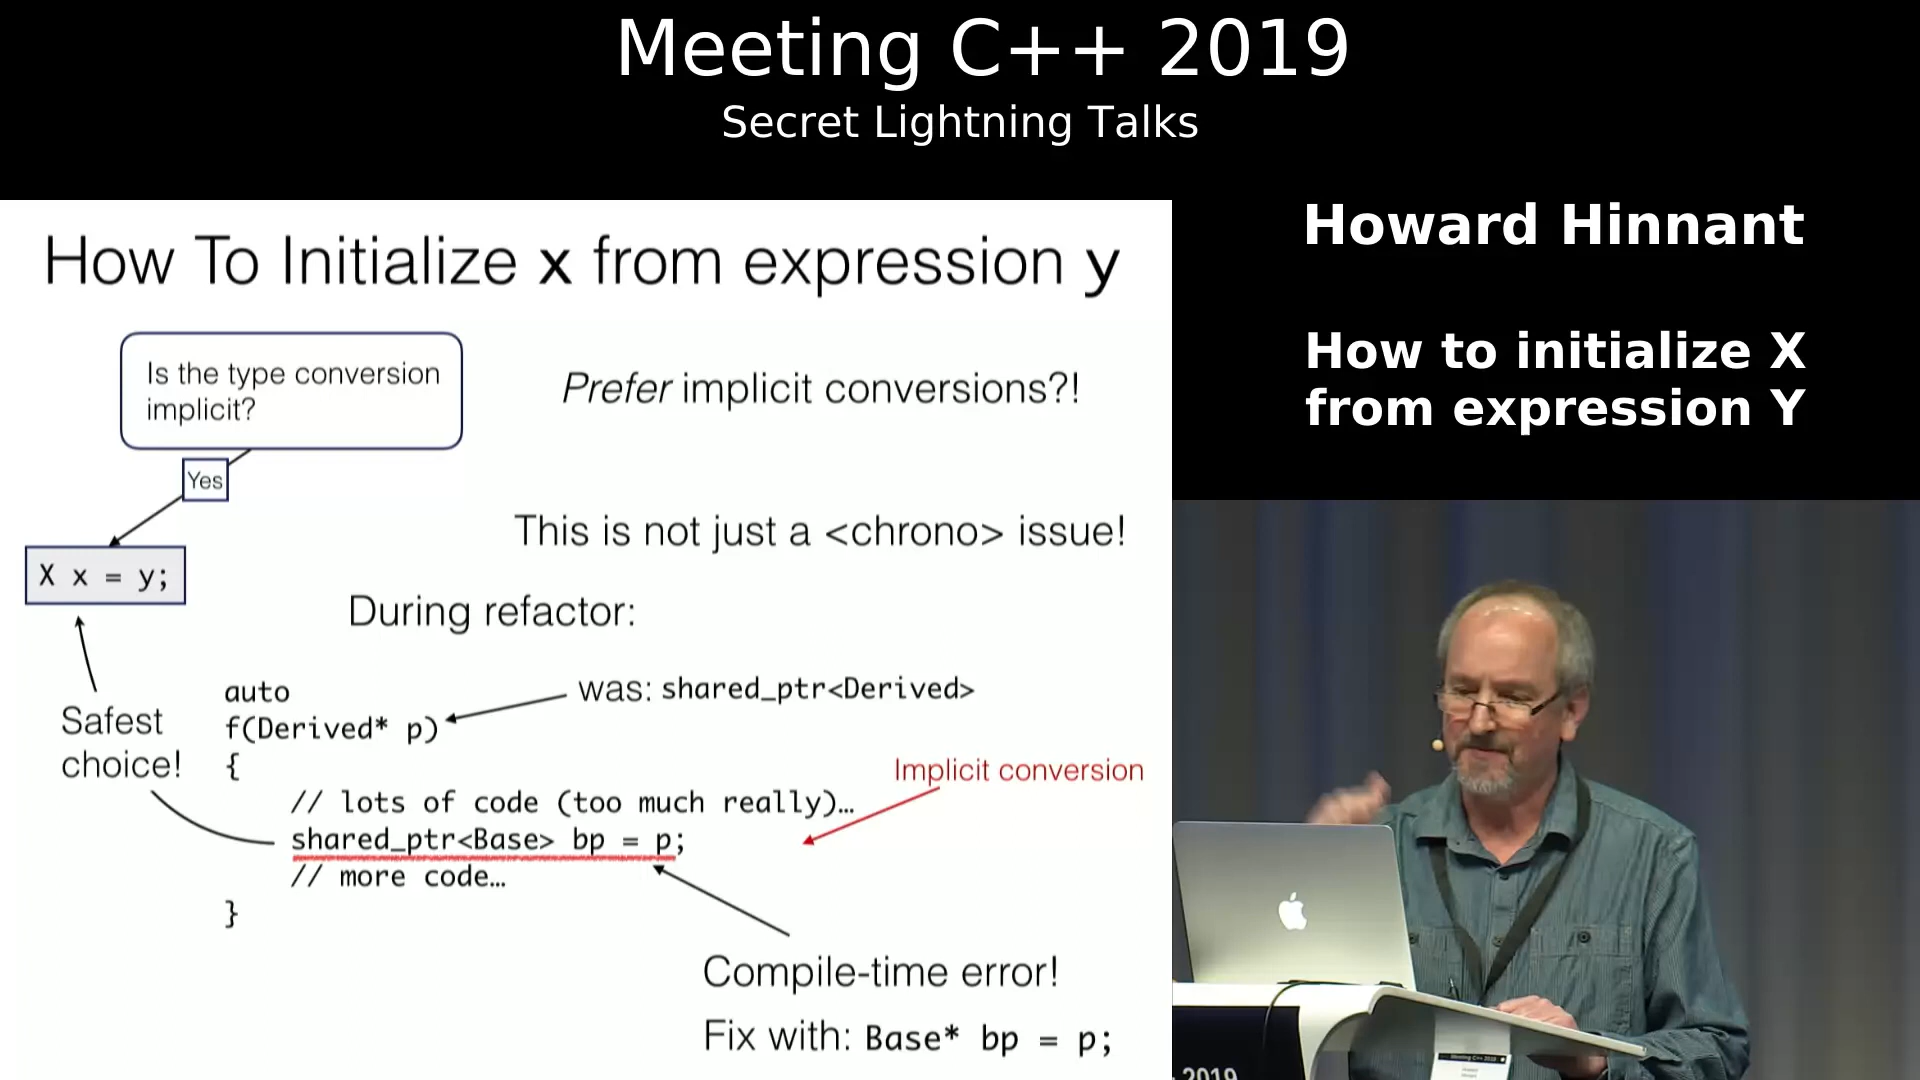 Meeting C++ 2019
Secret Lightning Talks
Howard Hinnant
How to initialize X
from expression Y
How To Initialize x from expression y
Is the type conversion
implicit?
Prefer implicit conversions?!
Yes
This is not just a <chrono> issue!
X x = y;
During refactor:
was: shared_ptr<Derived>
auto
f(Derived* p)
Safest
choice!
{
Implicit conversion
// lots of code (too much really)…
shared_ptr<Base> bp = p;
// more code…
}
Compile-time error!
Fix with: Base* bp = p;
Meeting C++ 2019
2019